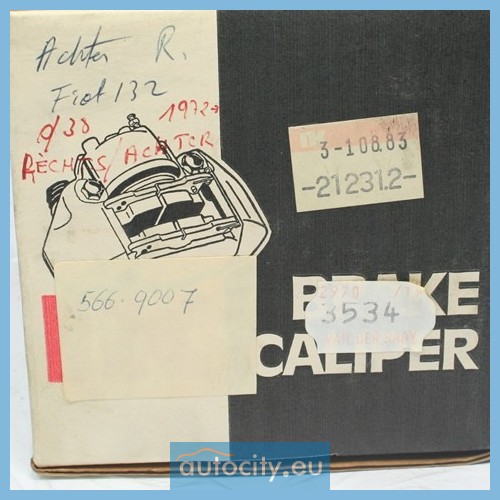 Achter R.
Fiat 132
ø38 1972→
RECHTS/ACHTER
3-108.83
-21231.2-
566-9007
BRAKE
3534
CALIPER
autocity.eu